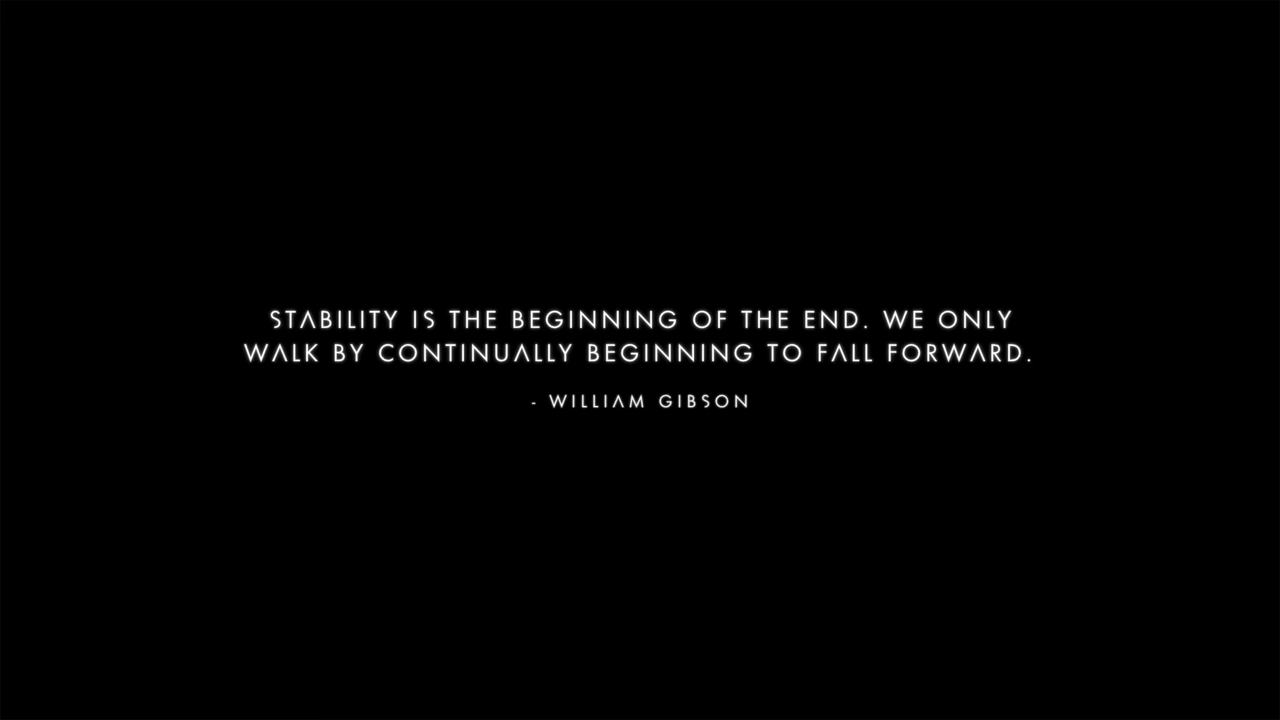 STABILITY IS THE BEGINNING OF THE END. WE ONLY
WALK BY CONTINUALLY BEGINNING TO FALL FORWARD.
- WILLIAM GIBSON